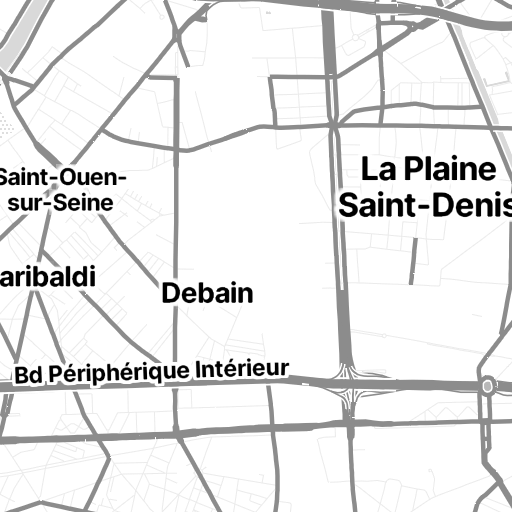 La Plaine
Saint-Denis
Saint-Ouen-
sur-Seine
aribaldi
Debain
Bd Périphérique Intérieur